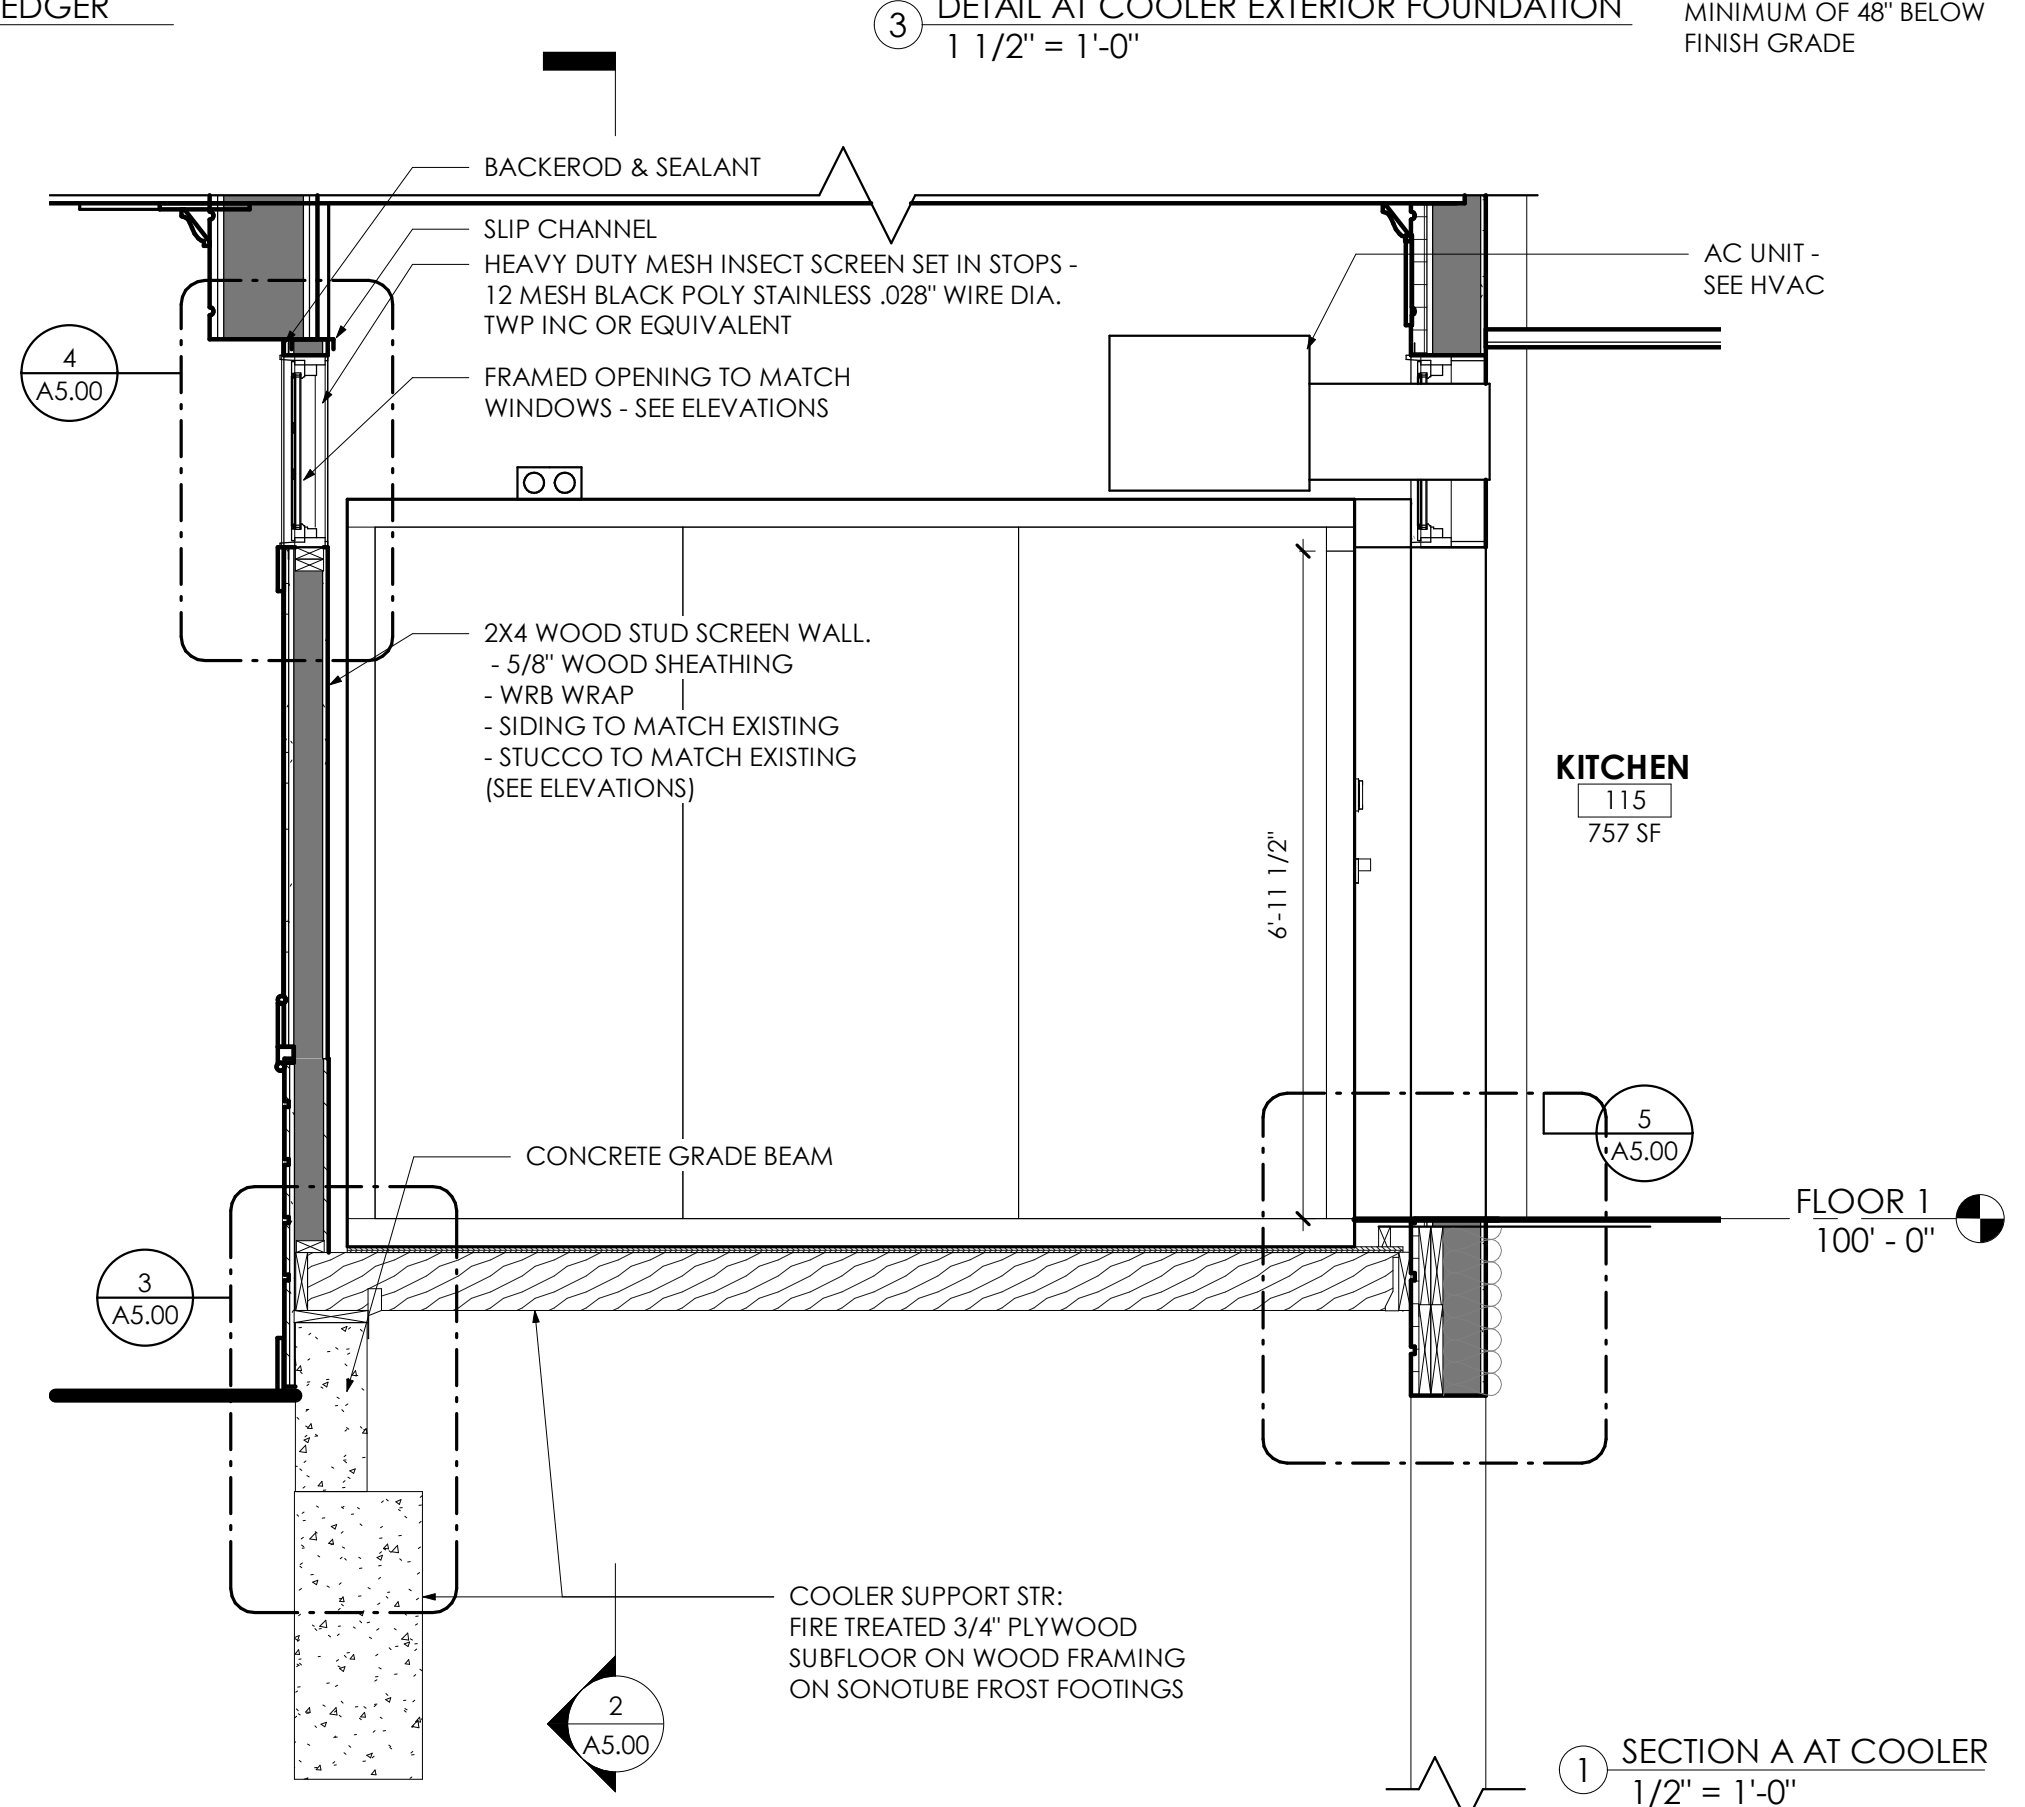 EDGER
3
DETAIL AT COOLER EXTERIOR FOUNDATION
1 1/2" = 1'-0"
MINIMUM OF 48" BELOW
FINISH GRADE
BACKEROD & SEALANT
SLIP CHANNEL
HEAVY DUTY MESH INSECT SCREEN SET IN STOPS -
12 MESH BLACK POLY STAINLESS .028" WIRE DIA.
TWP INC OR EQUIVALENT
AC UNIT -
SEE HVAC
4
A5.00
FRAMED OPENING TO MATCH
WINDOWS - SEE ELEVATIONS
2X4 WOOD STUD SCREEN WALL.
- 5/8" WOOD SHEATHING
- WRB WRAP
- SIDING TO MATCH EXISTING
- STUCCO TO MATCH EXISTING
(SEE ELEVATIONS)
KITCHEN
115
757 SF
6'-11 1/2"
5
A5.00
CONCRETE GRADE BEAM
FLOOR 1
100' - 0"
3
A5.00
COOLER SUPPORT STR:
FIRE TREATED 3/4" PLYWOOD
SUBFLOOR ON WOOD FRAMING
ON SONOTUBE FROST FOOTINGS
2
A5.00
1
SECTION A AT COOLER
1/2" = 1'-0"